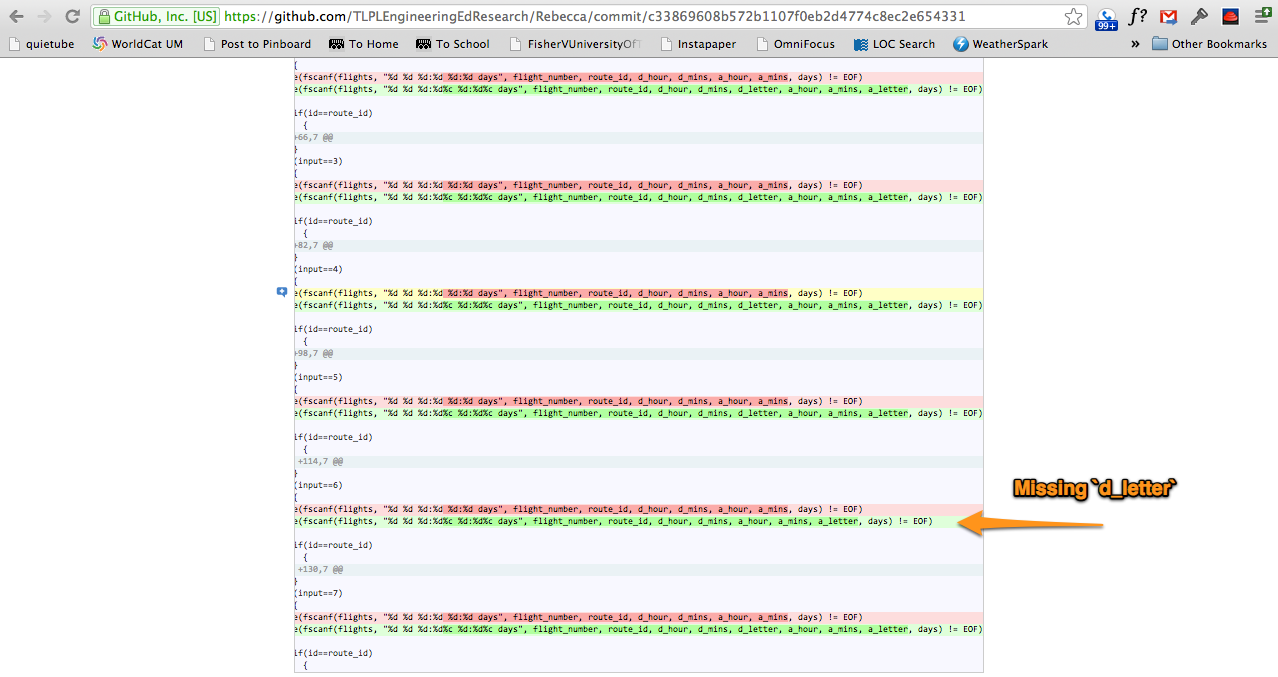 GitHub, Inc. [US] https://github.com/TLPLEngineeringEdResearch/Rebecca/commit/c33869608b572b1107f0eb2d4774c8ec2e654331
99+
f?
quietube WorldCat UM Post to Pinboard To Home To School FisherVUniversityOfT Instapaper OmniFocus LOC Search WeatherSpark » Other Bookmarks
{
e(fscanf(flights, "%d %d %d:%d %d:%d days", flight_number, route_id, d_hour, d_mins, a_hour, a_mins, days) != EOF)
e(fscanf(flights, "%d %d %d:%d%c %d:%d%c days", flight_number, route_id, d_hour, d_mins, d_letter, a_hour, a_mins, a_letter, days) != EOF)
if(id==route_id)
{
+66,7 @@
}
(input==3)
{
e(fscanf(flights, "%d %d %d:%d %d:%d days", flight_number, route_id, d_hour, d_mins, a_hour, a_mins, days) != EOF)
e(fscanf(flights, "%d %d %d:%d%c %d:%d%c days", flight_number, route_id, d_hour, d_mins, d_letter, a_hour, a_mins, a_letter, days) != EOF)
if(id==route_id)
{
+82,7 @@
}
(input==4)
{
e(fscanf(flights, "%d %d %d:%d %d:%d days", flight_number, route_id, d_hour, d_mins, a_hour, a_mins, days) != EOF)
e(fscanf(flights, "%d %d %d:%d%c %d:%d%c days", flight_number, route_id, d_hour, d_mins, d_letter, a_hour, a_mins, a_letter, days) != EOF)
if(id==route_id)
{
+98,7 @@
}
(input==5)
{
e(fscanf(flights, "%d %d %d:%d %d:%d days", flight_number, route_id, d_hour, d_mins, a_hour, a_mins, days) != EOF)
e(fscanf(flights, "%d %d %d:%d%c %d:%d%c days", flight_number, route_id, d_hour, d_mins, d_letter, a_hour, a_mins, a_letter, days) != EOF)
if(id==route_id)
{
+114,7 @@
}
(input==6)
Missing `d_letter`
{
e(fscanf(flights, "%d %d %d:%d %d:%d days", flight_number, route_id, d_hour, d_mins, a_hour, a_mins, days) != EOF)
e(fscanf(flights, "%d %d %d:%d%c %d:%d%c days", flight_number, route_id, d_hour, d_mins, a_hour, a_mins, a_letter, days) != EOF)
if(id==route_id)
{
+130,7 @@
}
(input==7)
{
e(fscanf(flights, "%d %d %d:%d %d:%d days", flight_number, route_id, d_hour, d_mins, a_hour, a_mins, days) != EOF)
e(fscanf(flights, "%d %d %d:%d%c %d:%d%c days", flight_number, route_id, d_hour, d_mins, d_letter, a_hour, a_mins, a_letter, days) != EOF)
if(id==route_id)
{